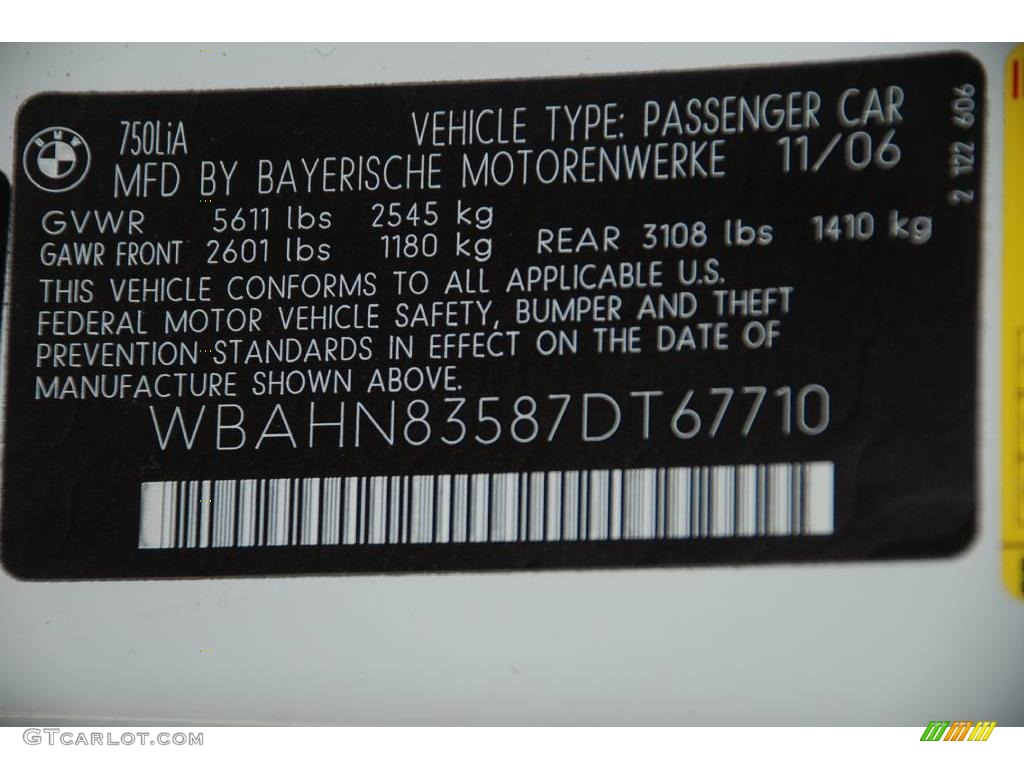 750LiA
VEHICLE TYPE: PASSENGER CAR
MFD BY BAYERISCHE MOTORENWERKE 11/06
GVWR 5611 lbs 2545 kg
GAWR FRONT 2601 lbs 1180 kg REAR 3108 lbs 1410 kg
THIS VEHICLE CONFORMS TO ALL APPLICABLE U.S.
FEDERAL MOTOR VEHICLE SAFETY, BUMPER AND THEFT
PREVENTION STANDARDS IN EFFECT ON THE DATE OF
MANUFACTURE SHOWN ABOVE.
WBAHN83587DT67710
2 122 606
BMW
GTCarLot.com